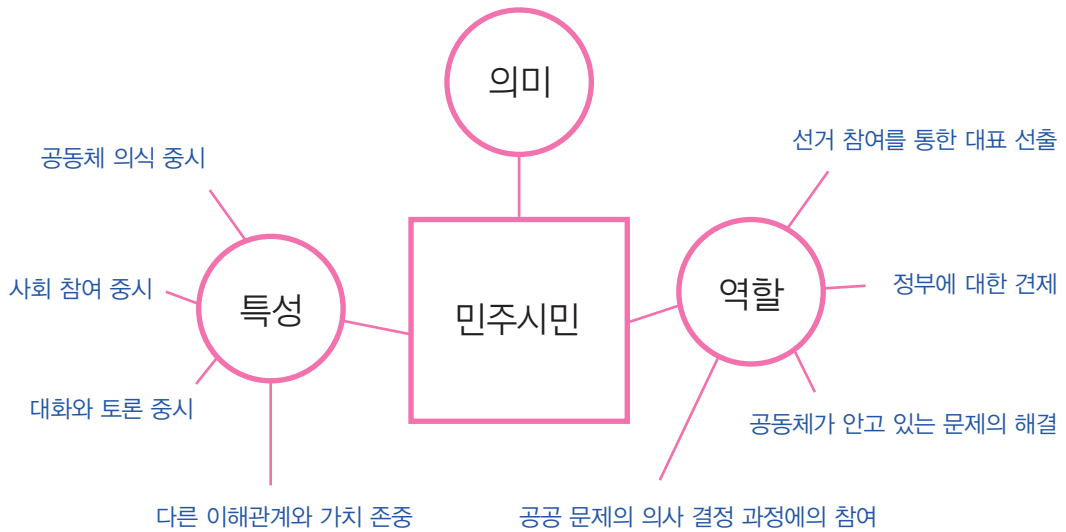 의미
공동체 의식 중시
선거 참여를 통한 대표 선출
사회 참여 중시
특성
민주시민
역할
정부에 대한 견제
대화와 토론 중시
공동체가 안고 있는 문제의 해결
다른 이해관계와 가치 존중
공공 문제의 의사 결정 과정에의 참여